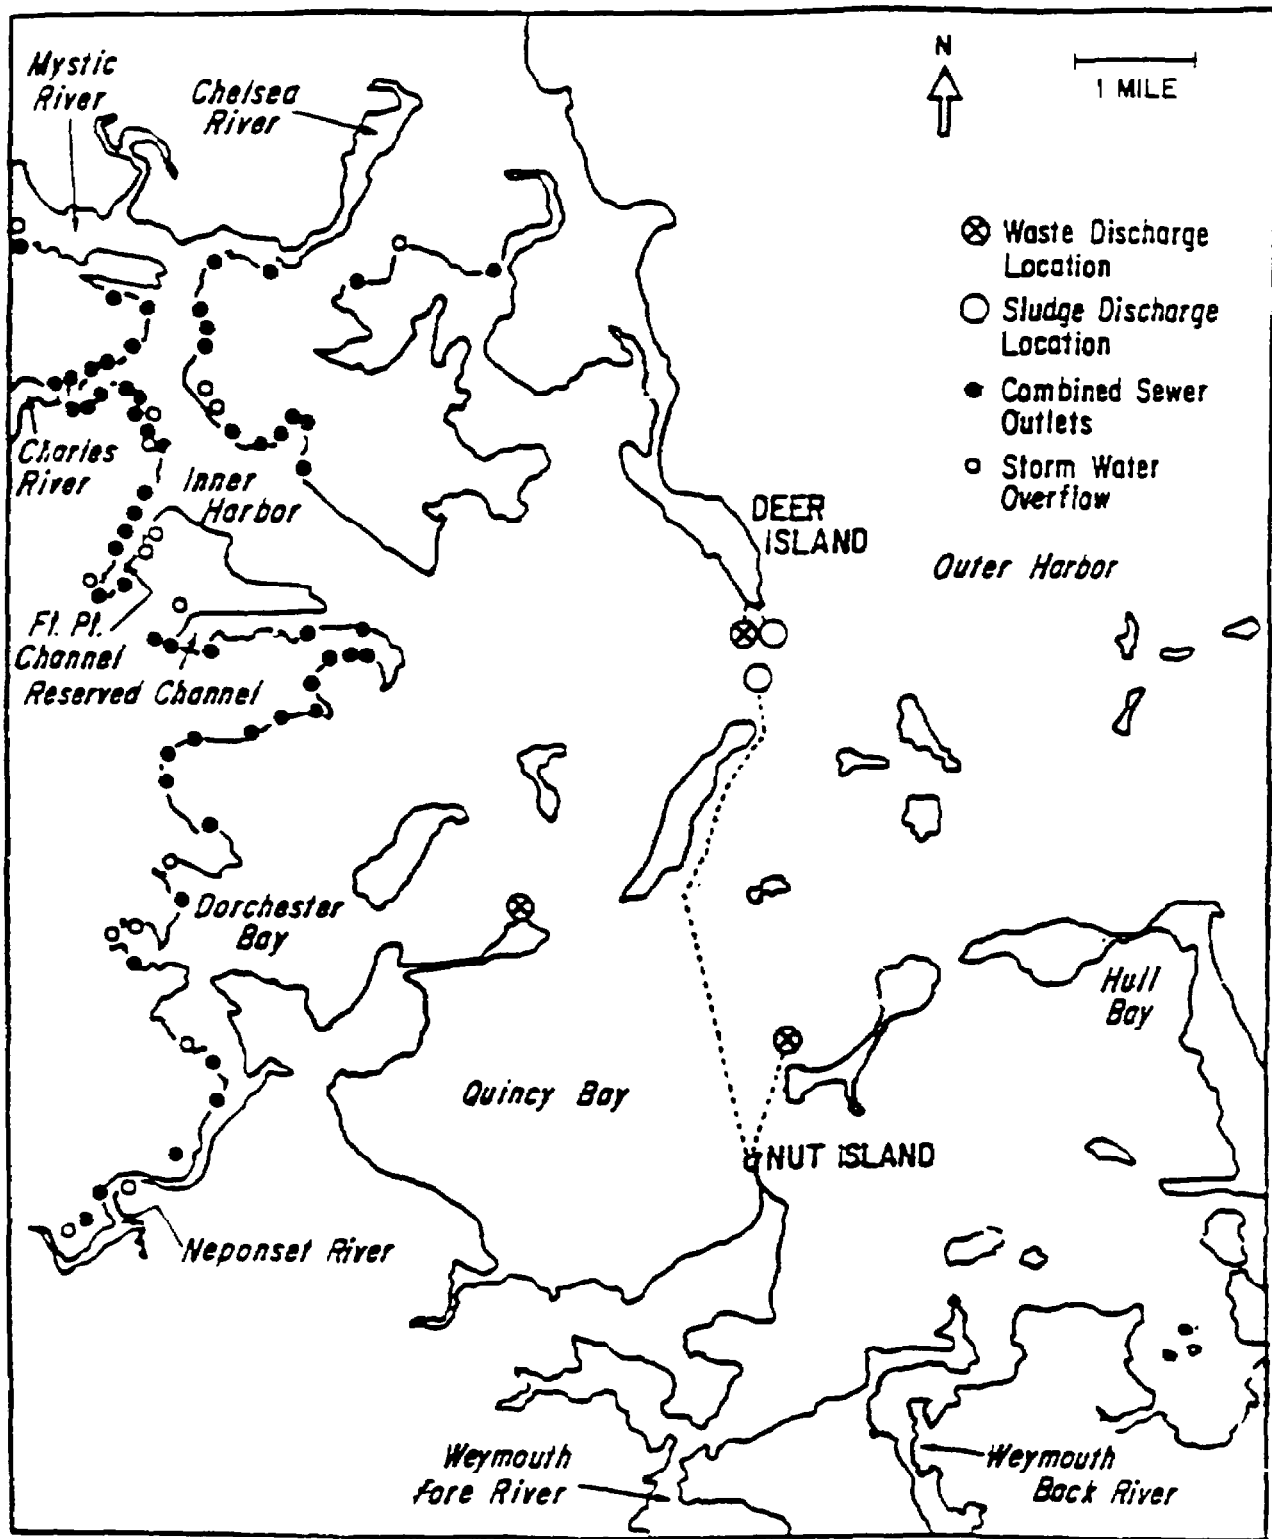 Mystic
River
Chelsea
River
N
1 MILE
Waste Discharge
Location
Sludge Discharge
Location
Combined Sewer
Outlets
Storm Water
Overflow
Charles
River
Inner
Harbor
DEER
ISLAND
Outer Harbor
Ft. Pt.
Channel
Reserved Channel
Dorchester
Bay
Hull
Bay
Quincy Bay
NUT ISLAND
Neponset River
Weymouth
Fore River
Weymouth
Back River